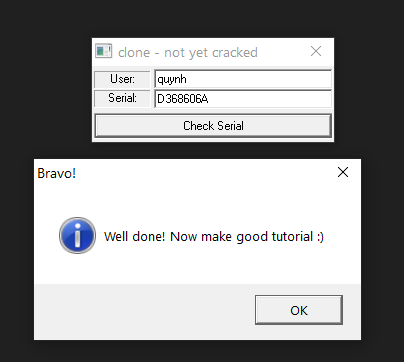 clone - not yet cracked
User: quynh
Serial: D368606A
Check Serial
Bravo!
Well done! Now make good tutorial :)
OK